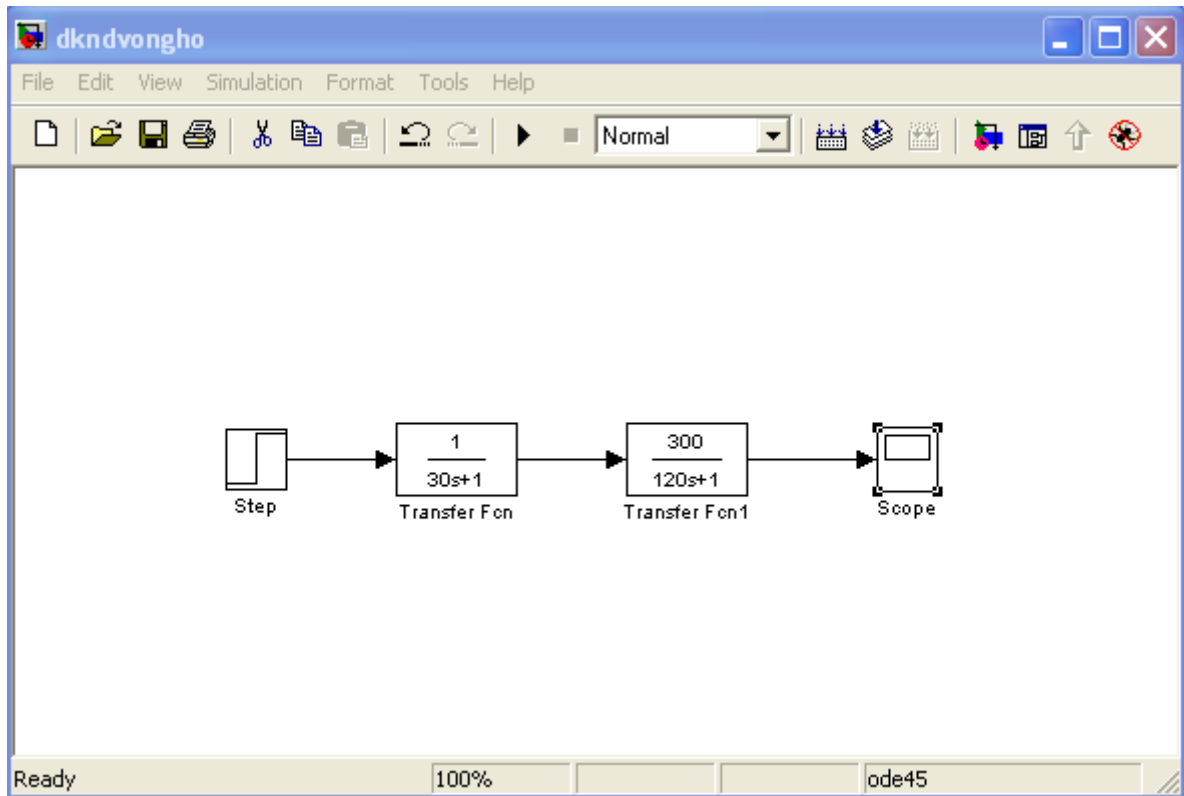 dkndvongho
File Edit View Simulation Format Tools Help
Normal
1
30s+1
300
120s+1
Step
Transfer Fcn
Transfer Fcn1
Scope
Ready 100% ode45